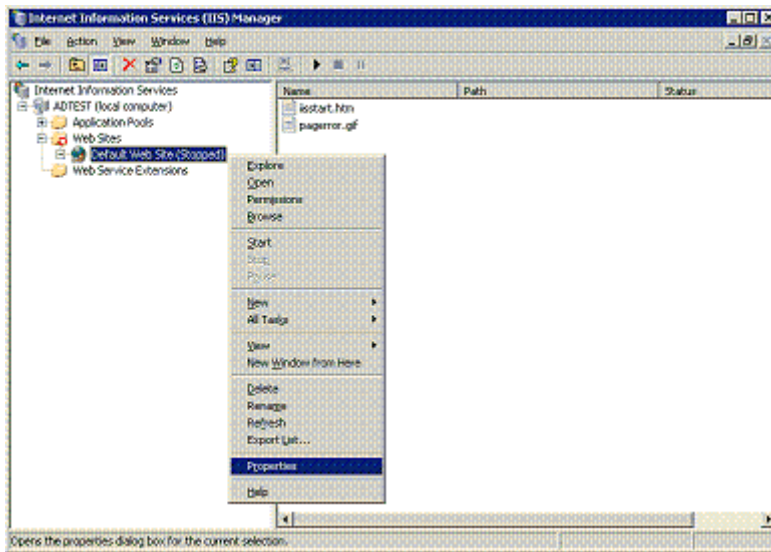 Internet Information Services (IIS) Manager
File Action View Window Help
Internet Information Services
ADTEST (local computer)
Application Pools
Web Sites
Default Web Site (Stopped)
Web Service Extensions
Name Path Status
iisstart.htm
pagerror.gif
Explore
Open
Permissions
Browse
Start
Stop
Pause
New
All Tasks
View
New Window from Here
Delete
Rename
Refresh
Export List...
Properties
Help
Opens the properties dialog box for the current selection.